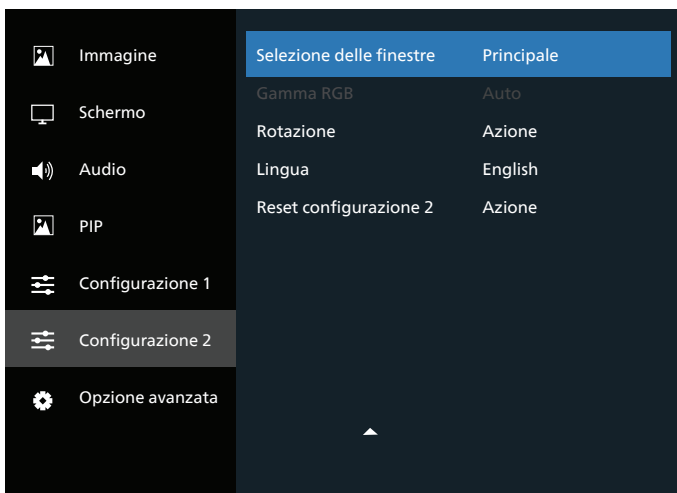 Immagine
Schermo
Audio
PIP
Configurazione 1
Configurazione 2
Opzione avanzata
Selezione delle finestre Principale
Gamma RGB Auto
Rotazione Azione
Lingua English
Reset configurazione 2 Azione